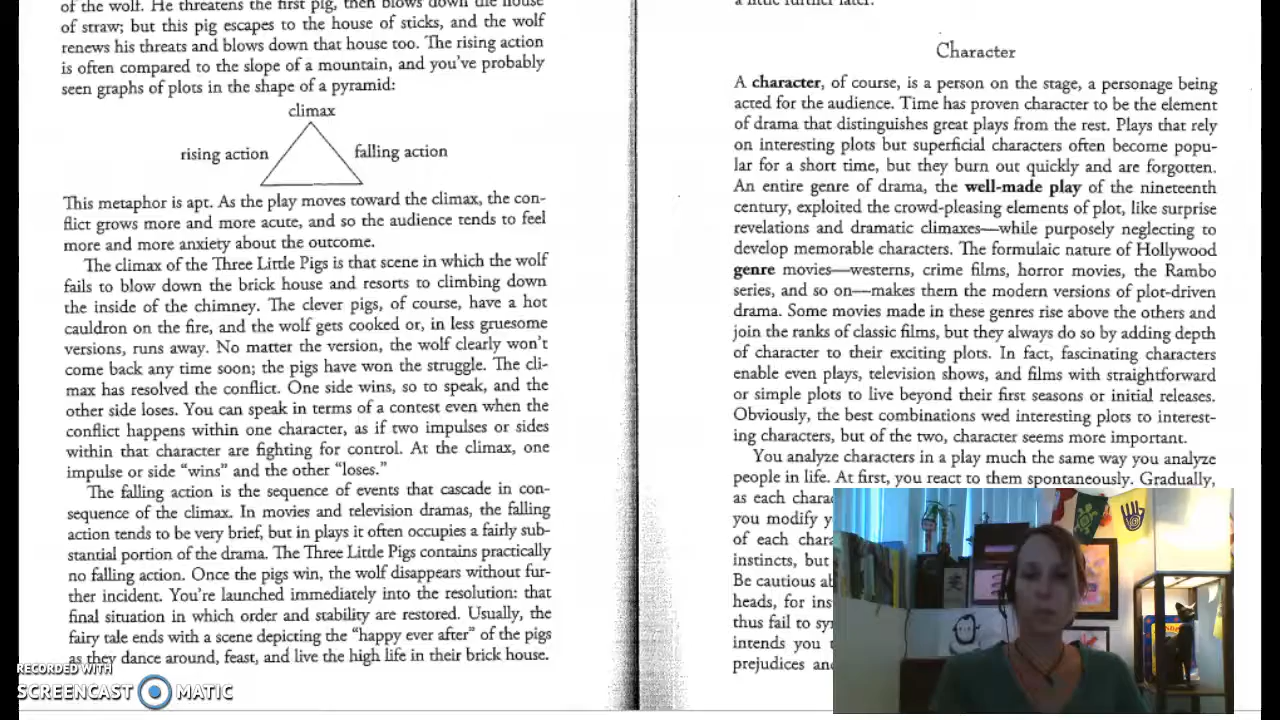 of the wolf. He threatens the first pig, then blows down the house
of straw; but this pig escapes to the house of sticks, and the wolf
renews his threats and blows down that house too. The rising action
is often compared to the slope of a mountain, and you've probably
seen graphs of plots in the shape of a pyramid:
climax
rising action
falling action
This metaphor is apt. As the play moves toward the climax, the con-
flict grows more and more acute, and so the audience tends to feel
more and more anxiety about the outcome.
The climax of the Three Little Pigs is that scene in which the wolf
fails to blow down the brick house and resorts to climbing down
the inside of the chimney. The clever pigs, of course, have a hot
cauldron on the fire, and the wolf gets cooked or, in less gruesome
versions, runs away. No matter the version, the wolf clearly won't
come back any time soon; the pigs have won the struggle. The cli-
max has resolved the conflict. One side wins, so to speak, and the
other side loses. You can speak in terms of a contest even when the
conflict happens within one character, as if two impulses or sides
within that character are fighting for control. At the climax, one
impulse or side "wins" and the other "loses."
The falling action is the sequence of events that cascade in con-
sequence of the climax. In movies and television dramas, the falling
action tends to be very brief, but in plays it often occupies a fairly sub-
stantial portion of the drama. The Three Little Pigs contains practically
no falling action. Once the pigs win, the wolf disappears without fur-
ther incident. You're launched immediately into the resolution: that
final situation in which order and stability are restored. Usually, the
fairy tale ends with a scene depicting the "happy ever after" of the pigs
as they dance around, feast, and live the high life in their brick house.
a little further later.
Character
A character, of course, is a person on the stage, a personage being
acted for the audience. Time has proven character to be the element
of drama that distinguishes great plays from the rest. Plays that rely
on interesting plots but superficial characters often become popu-
lar for a short time, but they burn out quickly and are forgotten.
An entire genre of drama, the well-made play of the nineteenth
century, exploited the crowd-pleasing elements of plot, like surprise
revelations and dramatic climaxes—while purposely neglecting to
develop memorable characters. The formulaic nature of Hollywood
genre movies—westerns, crime films, horror movies, the Rambo
series, and so on—makes them the modern versions of plot-driven
drama. Some movies made in these genres rise above the others and
join the ranks of classic films, but they always do so by adding depth
of character to their exciting plots. In fact, fascinating characters
enable even plays, television shows, and films with straightforward
or simple plots to live beyond their first seasons or initial releases.
Obviously, the best combinations wed interesting plots to interest-
ing characters, but of the two, character seems more important.
You analyze characters in a play much the same way you analyze
people in life. At first, you react to them spontaneously. Gradually,
as each
you modify
of each
instincts, but
Be cautious
heads, for
thus fail to
intends you
prejudices
RECORDED WITH
SCREENCAST MATIC